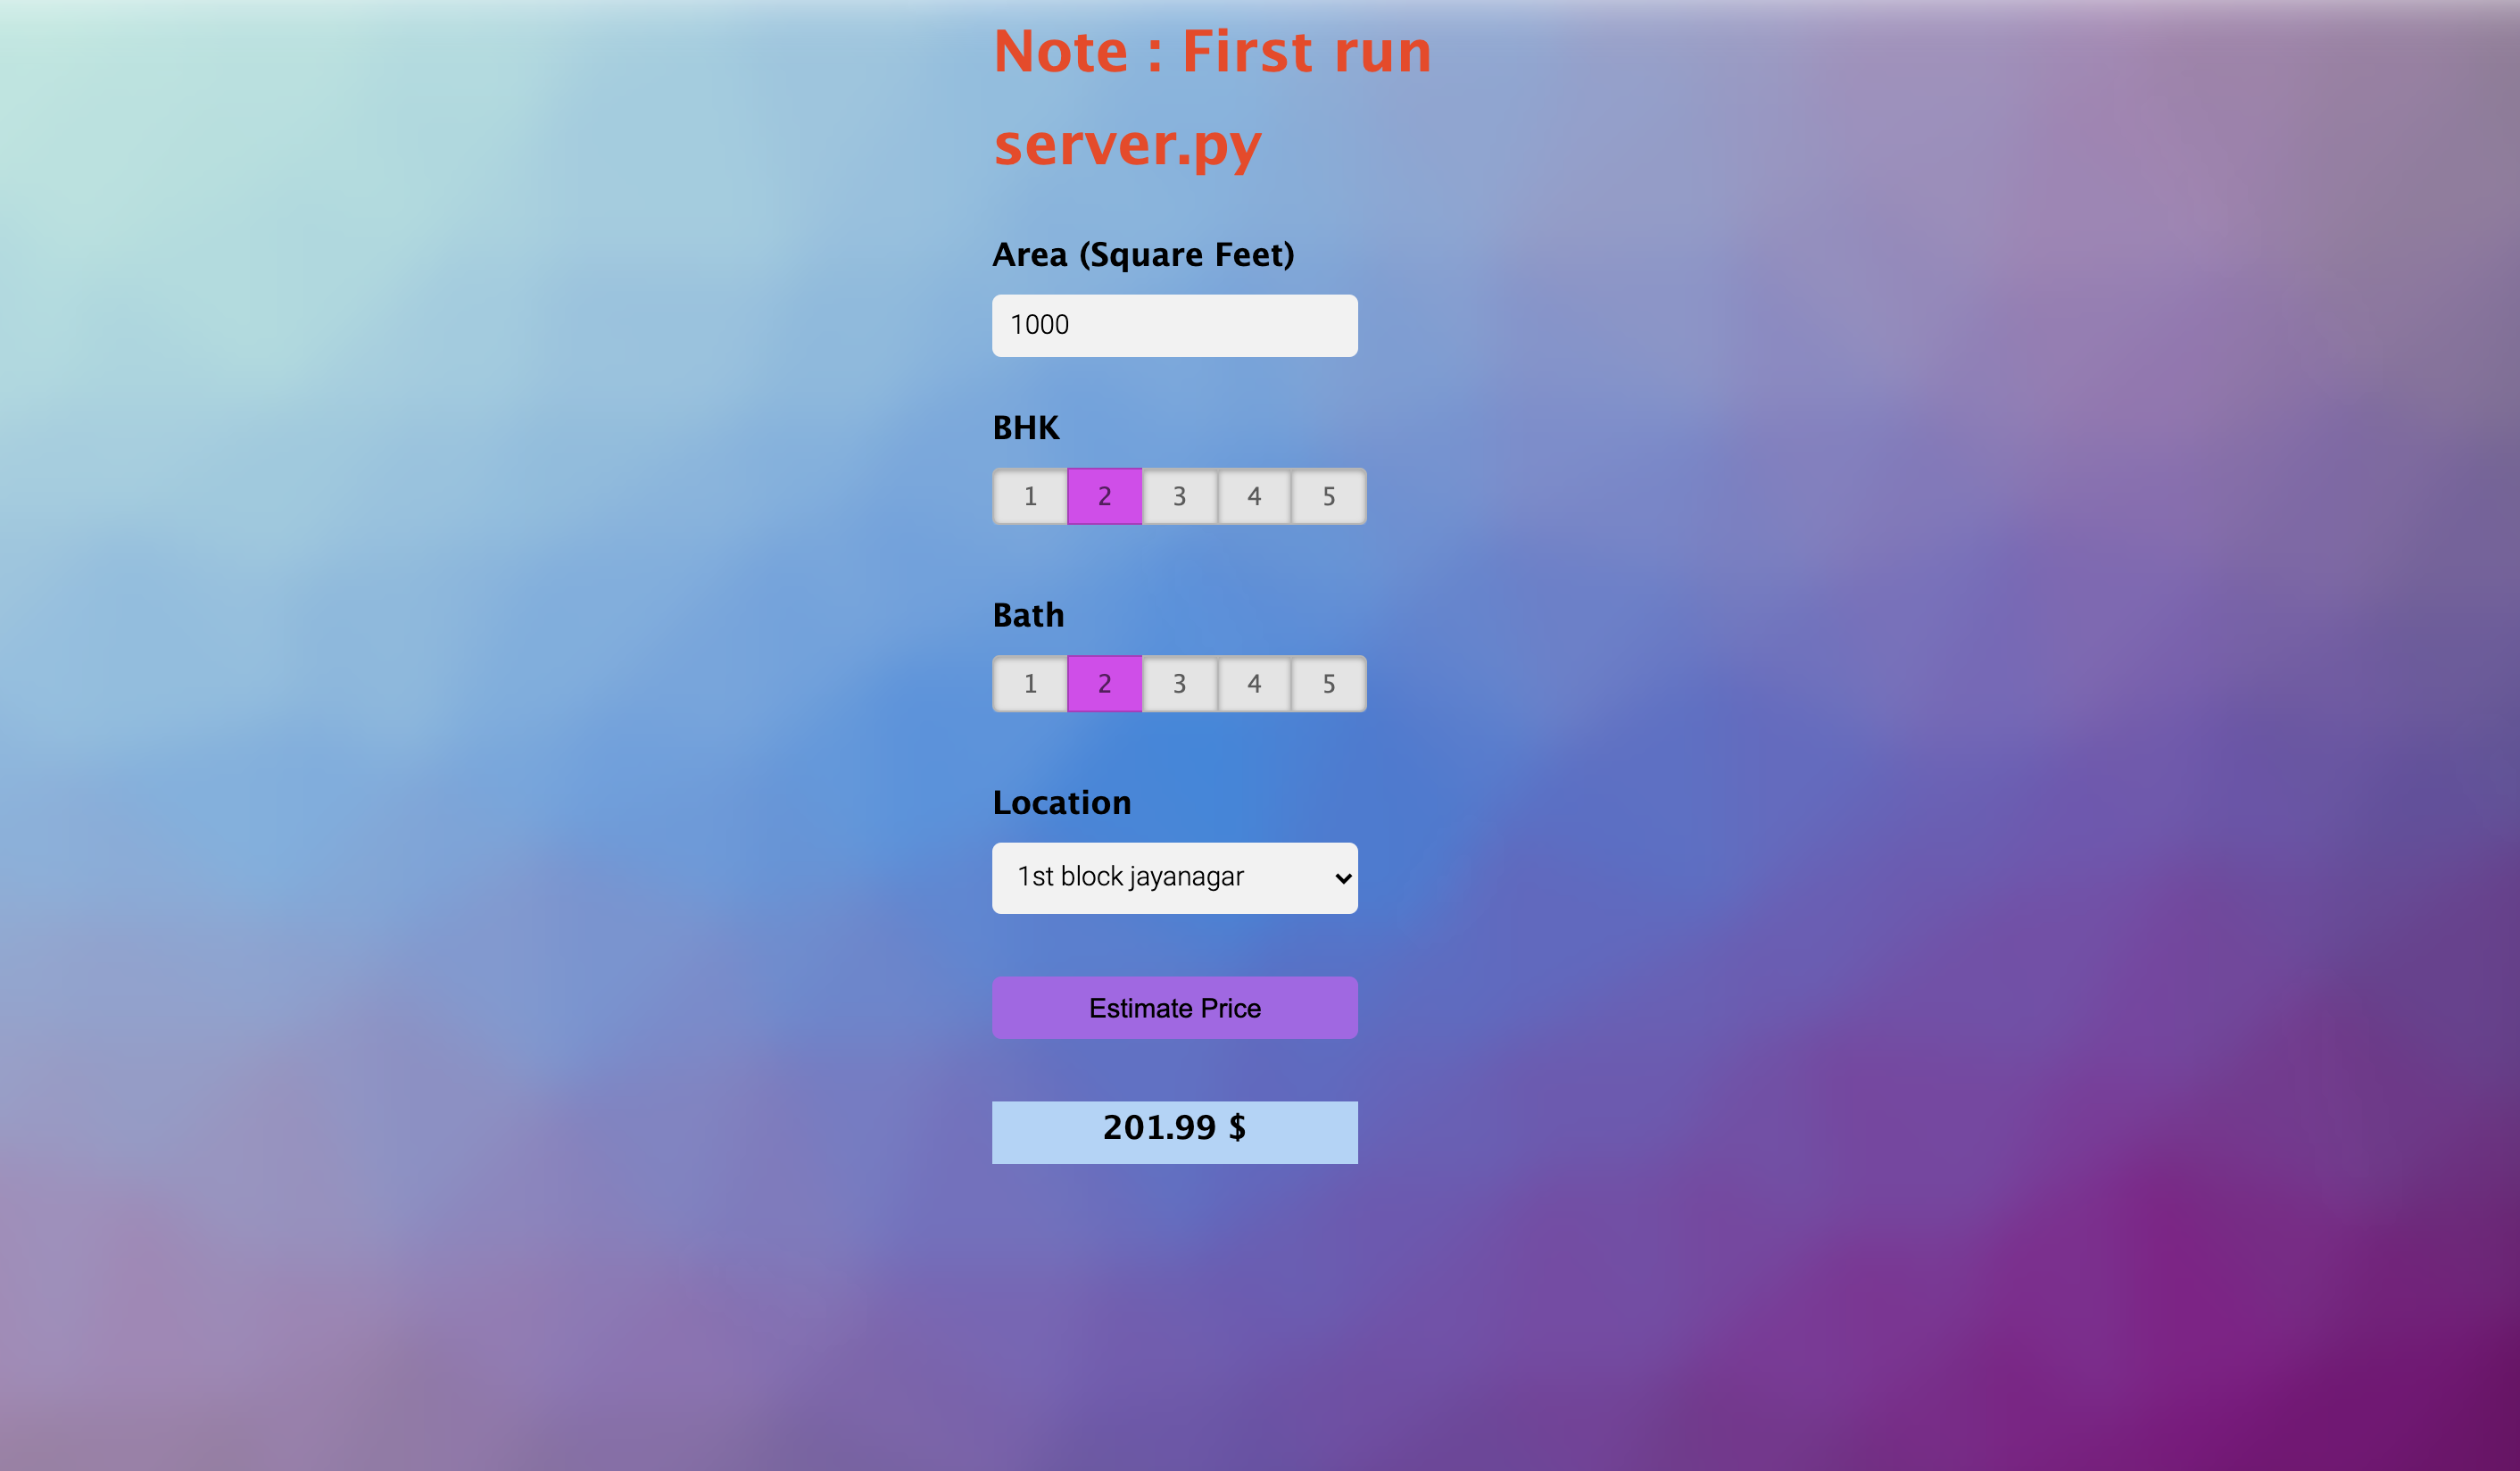 Note : First run
server.py
Area (Square Feet)
1000
BHK
1 2 3 4 5
Bath
1 2 3 4 5
Location
1st block jayanagar
Estimate Price
201.99 $